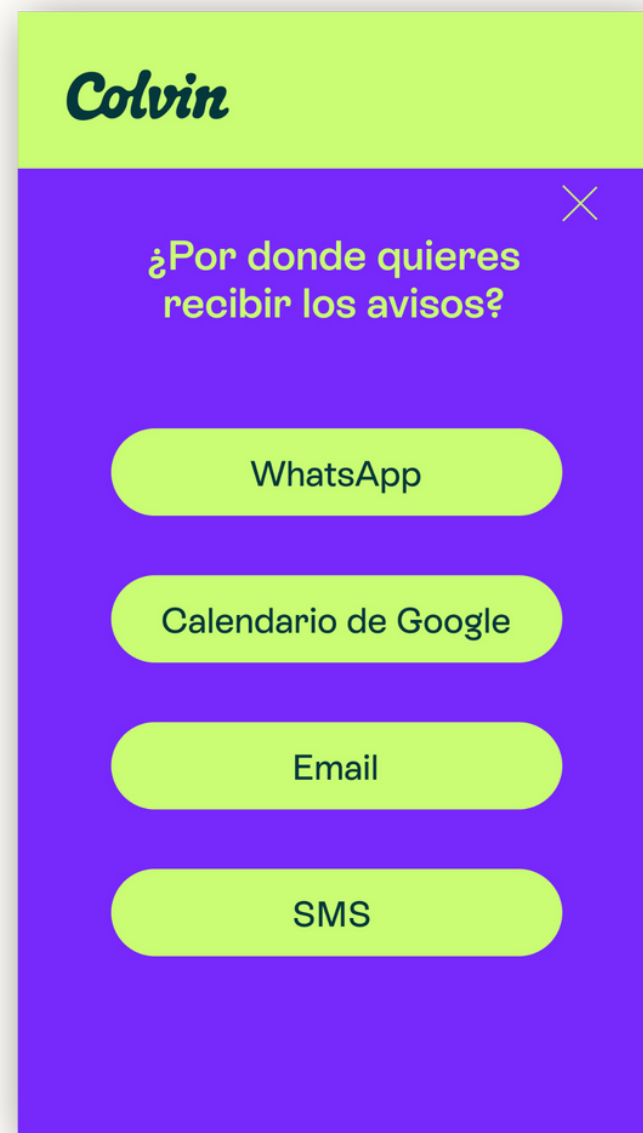 Colvin
¿Por donde quieres
recibir los avisos?
WhatsApp
Calendario de Google
Email
SMS